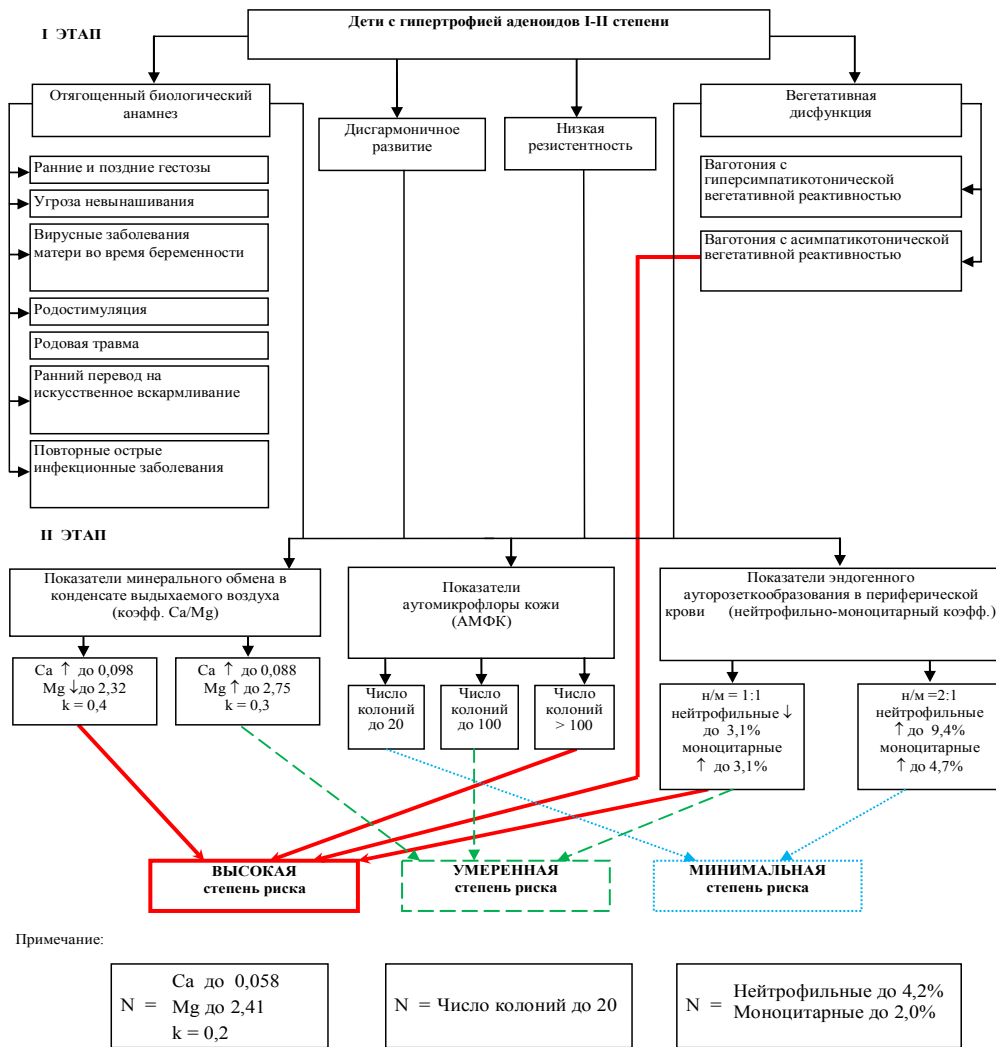 Дети с гипертрофией аденоидов I-II степени
I ЭТАП
Отягощенный биологический
анамнез
Дисгармоничное
развитие
Низкая
резистентность
Вегетативная
дисфункция
Ранние и поздние гестозы
Угроза невынашивания
Вирусные заболевания
матери во время беременности
Родостимуляция
Родовая травма
Ранний перевод на
искусственное вскармливание
Повторные острые
инфекционные заболевания
Ваготония с
гиперсимпатикотонической
вегетативной реактивностью
Ваготония с асимпатикотонической
вегетативной реактивностью
II ЭТАП
Показатели минерального обмена в
конденсате выдыхаемого воздуха
(коэфф. Ca/Mg)
Показатели
аутомикрофлоры кожи
(АМФК)
Показатели эндогенного
ауторозеткообразования в периферической
крови (нейтрофильно-моноцитарный коэфф.)
Ca ↑ до 0,098
Mg ↓до 2,32
k = 0,4
Ca ↑ до 0,088
Mg ↑ до 2,75
k = 0,3
Число
колоний
до 20
Число
колоний
до 100
Число
колоний
> 100
н/м = 1:1
нейтрофильные ↓
до 3,1%
моноцитарные
↑ до 3,1%
н/м =2:1
нейтрофильные
↑ до 9,4%
моноцитарные
↑ до 4,7%
ВЫСОКАЯ
степень риска
УМЕРЕННАЯ
степень риска
МИНИМАЛЬНАЯ
степень риска
Примечание:
N =
Ca до 0,058
Mg до 2,41
k = 0,2
N = Число колоний до 20
N =
Нейтрофильные до 4,2%
Моноцитарные до 2,0%